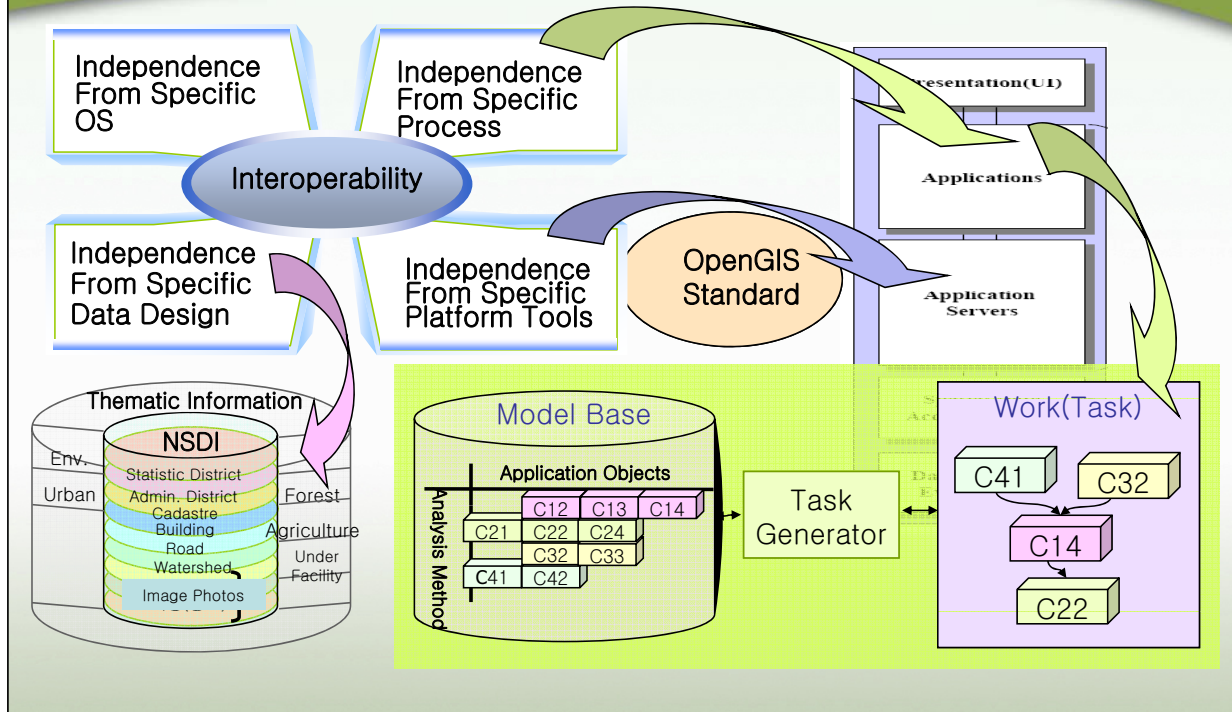 Independence
From Specific
OS
Independence
From Specific
Process
Interoperability
Independence
From Specific
Data Design
Independence
From Specific
Platform Tools
OpenGIS
Standard
Presentation(UI)
Applications
Application
Servers
Thematic Information
NSDI
Statistic District
Admin. District
Cadastre
Building
Road
Watershed
Image Photos
Env.
Urban
Forest
Agriculture
Under
Facility
Model Base
Application Objects
Analysis Method
C12 C13 C14
C21 C22 C24
C32 C33
C41 C42
Task
Generator
Work(Task)
C41 C32
C14
C22